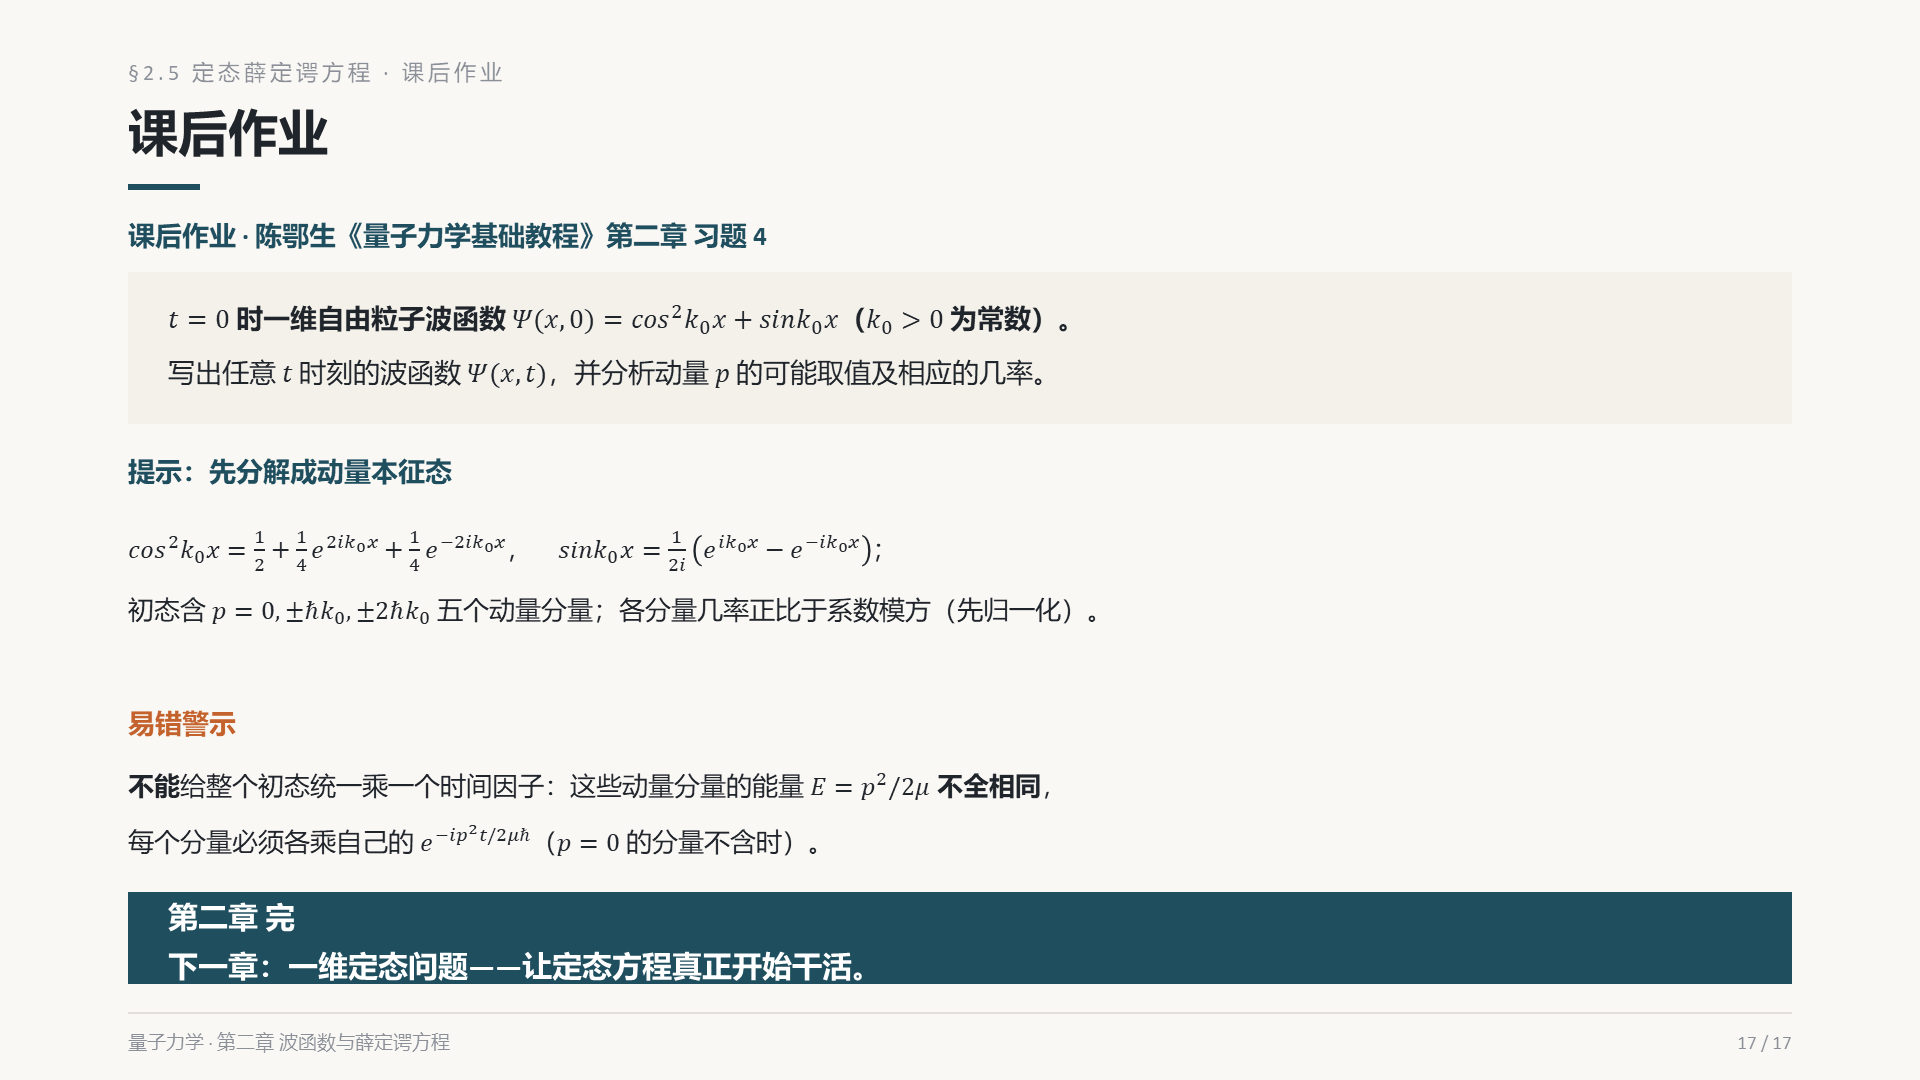 §2.5 定态薛定谔方程 · 课后作业
课后作业
课后作业 · 陈鄂生《量子力学基础教程》第二章 习题 4
t = 0 时一维自由粒子波函数 Ψ(x, 0) = cos²k₀x + sink₀x（k₀ > 0 为常数）。
写出任意 t 时刻的波函数 Ψ(x, t)，并分析动量 p 的可能取值及相应的几率。
提示：先分解成动量本征态
cos²k₀x = 1/2 + 1/4 e^{2ik₀x} + 1/4 e^{−2ik₀x}， sink₀x = 1/2i (e^{ik₀x} − e^{−ik₀x})；
初态含 p = 0, ±ℏk₀, ±2ℏk₀ 五个动量分量；各分量几率正比于系数模方（先归一化）。
易错警示
不能给整个初态统一乘一个时间因子：这些动量分量的能量 E = p²/2μ 不全相同，
每个分量必须各乘自己的 e^{−ip²t/2μℏ}（p = 0 的分量不含时）。
第二章 完
下一章：一维定态问题——让定态方程真正开始干活。
量子力学 · 第二章 波函数与薛定谔方程
17 / 17